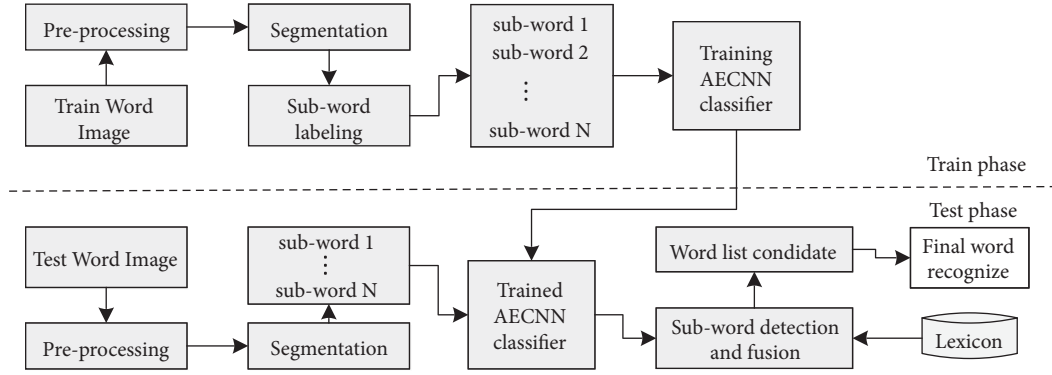 Pre-processing
Segmentation
sub-word 1
sub-word 2
⋮
sub-word N
Training
AECNN
classifier
Train Word
Image
Sub-word
labeling
Train phase
Test phase
Test Word Image
sub-word 1
⋮
sub-word N
Word list candidate
Final word
recognize
Trained
AECNN
classifier
Pre-processing
Segmentation
Sub-word detection
and fusion
Lexicon